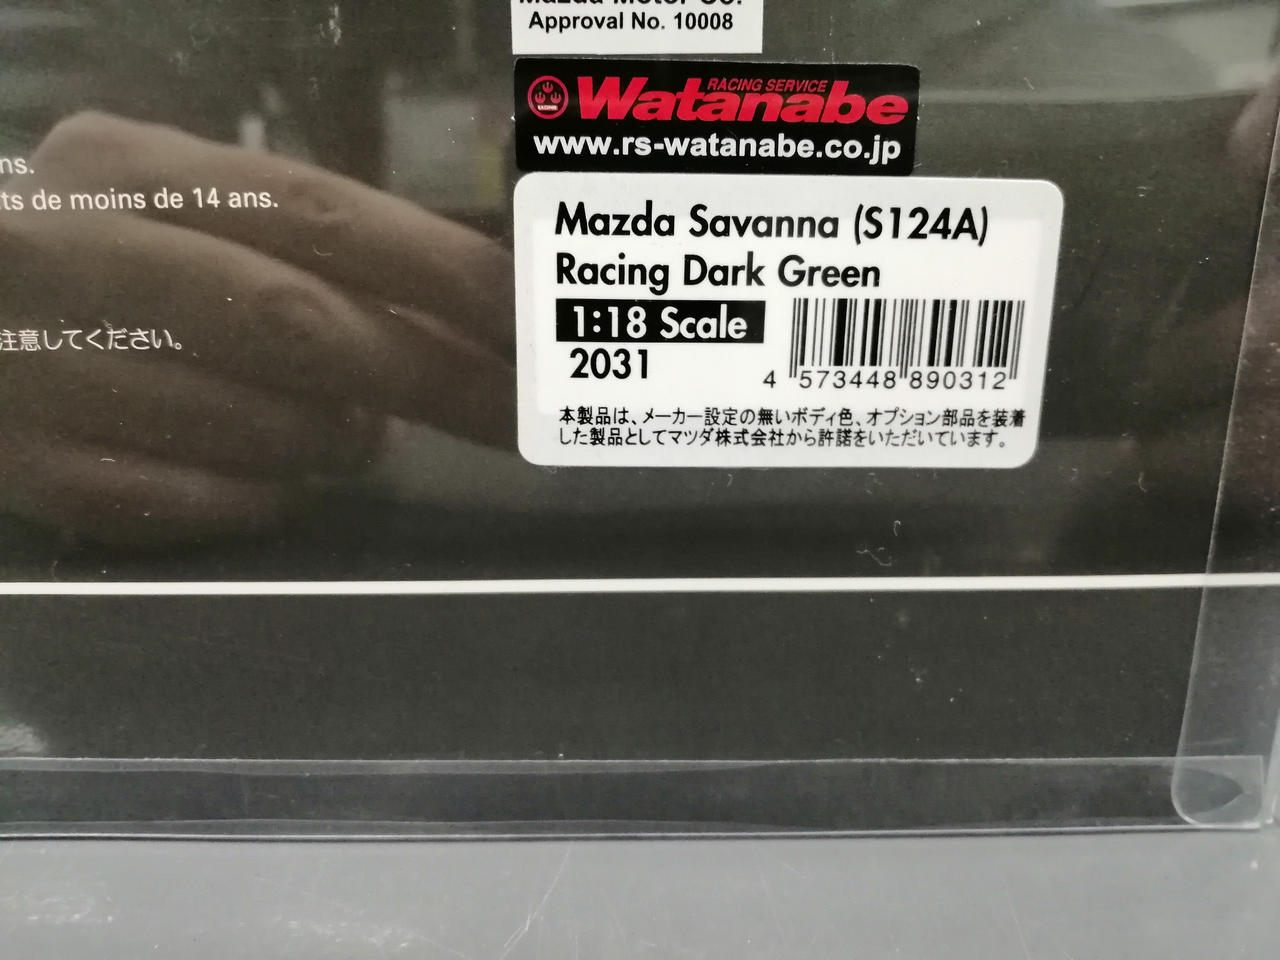 Mazda Motor Co.
Approval No. 10008
RACING SERVICE
Watanabe
www.rs-watanabe.co.jp
ns.
ts de moins de 14 ans.
注意してください。
Mazda Savanna (S124A)
Racing Dark Green
1:18 Scale
2031
4 573448 890312
本製品は、メーカー設定の無いボディ色、オプション部品を装着
した製品としてマツダ株式会社から許諾をいただいています。